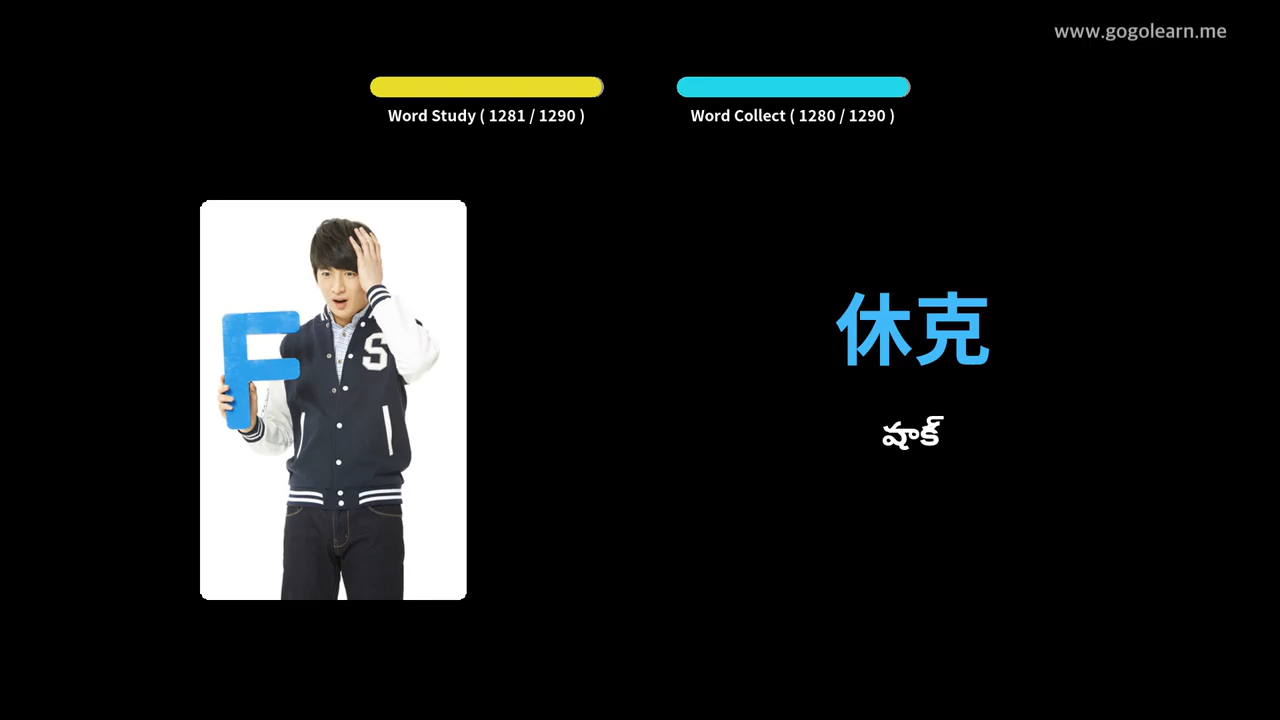 www.gogolearn.me
Word Study ( 1281 / 1290 )
Word Collect ( 1280 / 1290 )
F
S
休克
షాక్